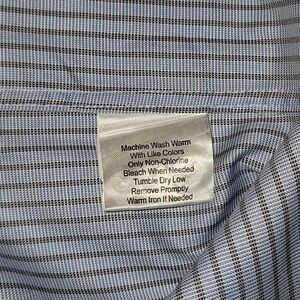 Machine Wash Warm
With Like Colors
Only Non-Chlorine
Bleach When Needed
Tumble Dry Low
Remove Promptly
Warm Iron If Needed